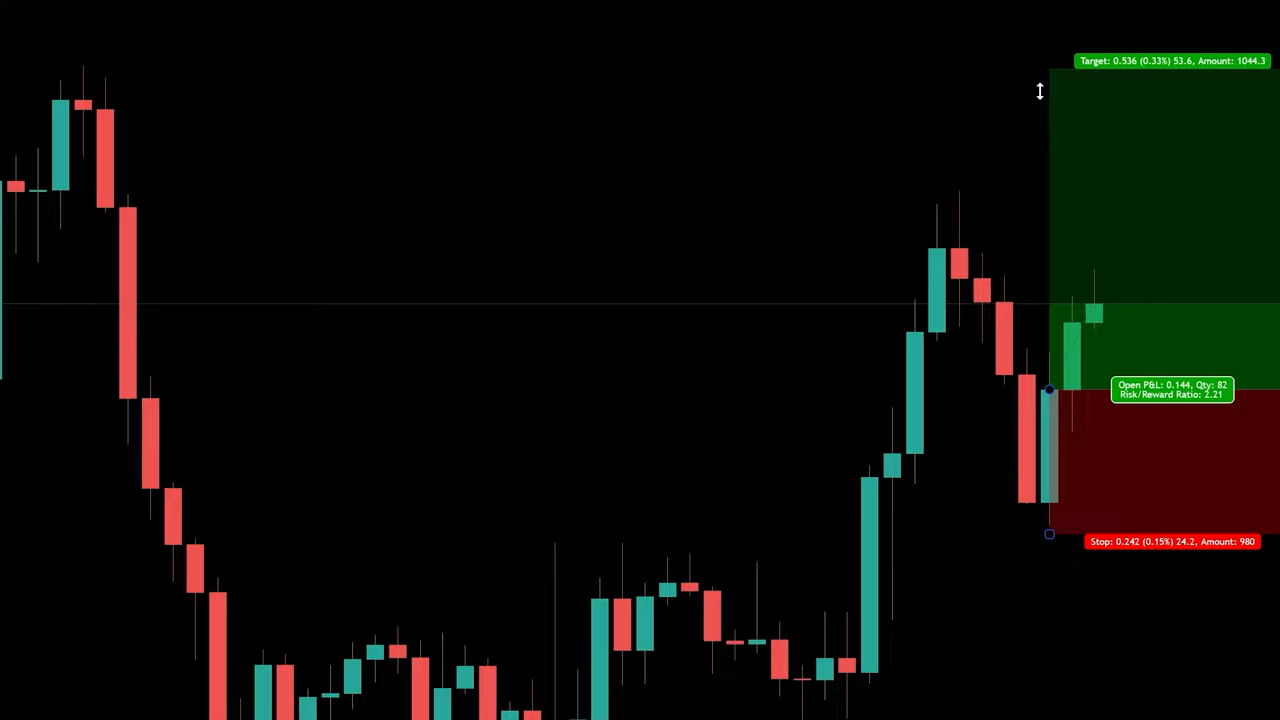 Target: 0.536 (0.33%) 53.6, Amount: 1044.3
Open P&L: 0.144, Qty: 82
Risk/Reward Ratio: 2.21
Stop: 0.242 (0.15%) 24.2, Amount: 980